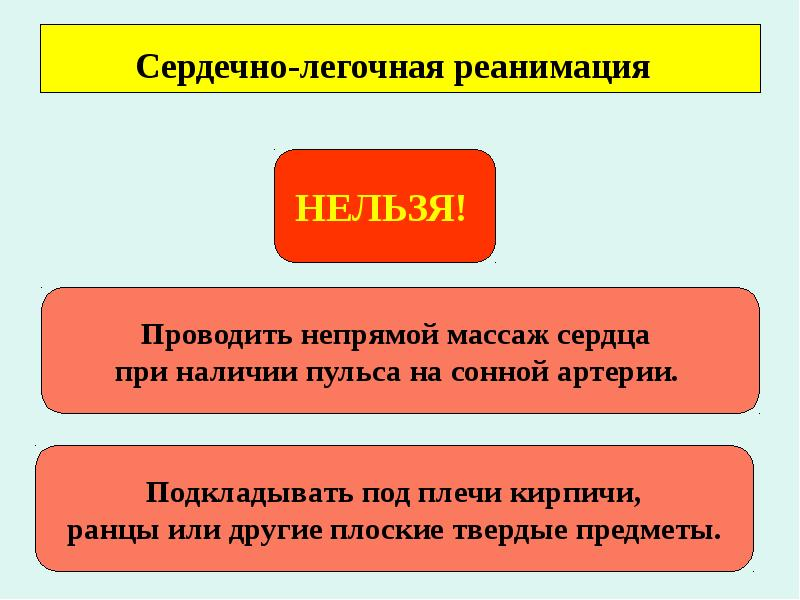 Сердечно-легочная реанимация
НЕЛЬЗЯ!
Проводить непрямой массаж сердца
при наличии пульса на сонной артерии.
Подкладывать под плечи кирпичи,
ранцы или другие плоские твердые предметы.